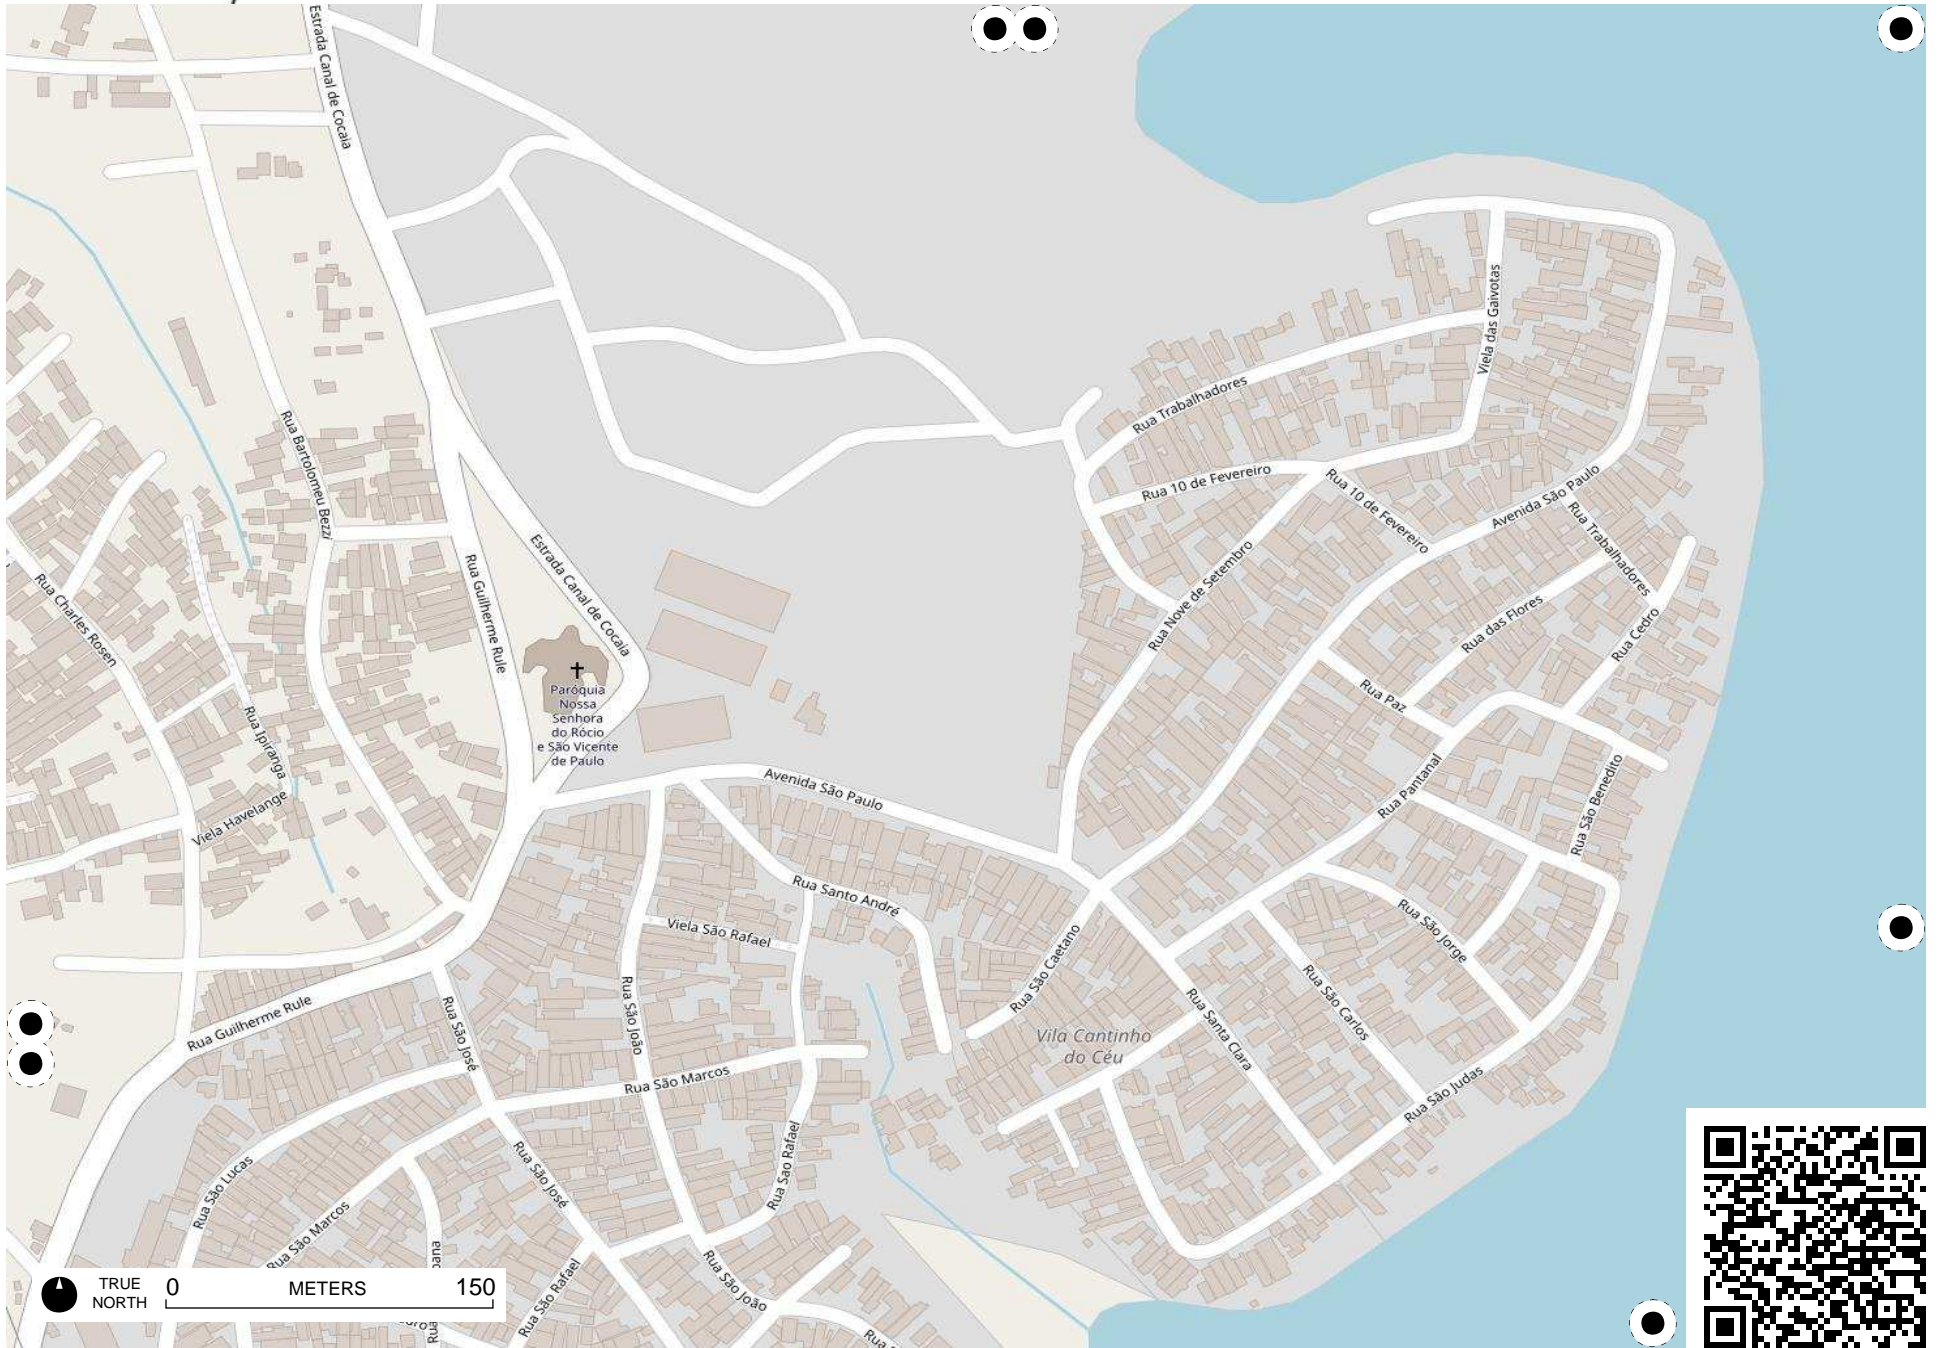 Estrada Canal de Cocaia
Viela das Gaivotas
Rua Trabalhadores
Rua Bartolomeu Bezzi
Rua 10 de Fevereiro
Rua 10 de Fevereiro
Avenida São Paulo
Rua Trabalhadores
Estrada Canal de Cocaia
Rua Guilherme Rule
Rua Nove de Setembro
Rua Charles Rosen
Rua das Flores
Rua Cedro
Rua Paz
Paróquia
Nossa
Senhora
do Rócio
e São Vicente
de Paulo
Rua Ipiranga
Avenida São Paulo
Rua Pantanal
Rua São Benedito
Viela Havelange
Rua Santo André
Viela São Rafael
Rua São Jorge
Rua São Caetano
Rua São Carlos
Rua Guilherme Rule
Rua São José
Rua São João
Rua Santa Clara
Vila Cantinho
do Céu
Rua São Marcos
Rua São Judas
Rua São Lucas
Rua São José
Rua São Rafael
Rua São Marcos
Rua São Rafael
Rua São João
TRUE
NORTH
0 METERS 150